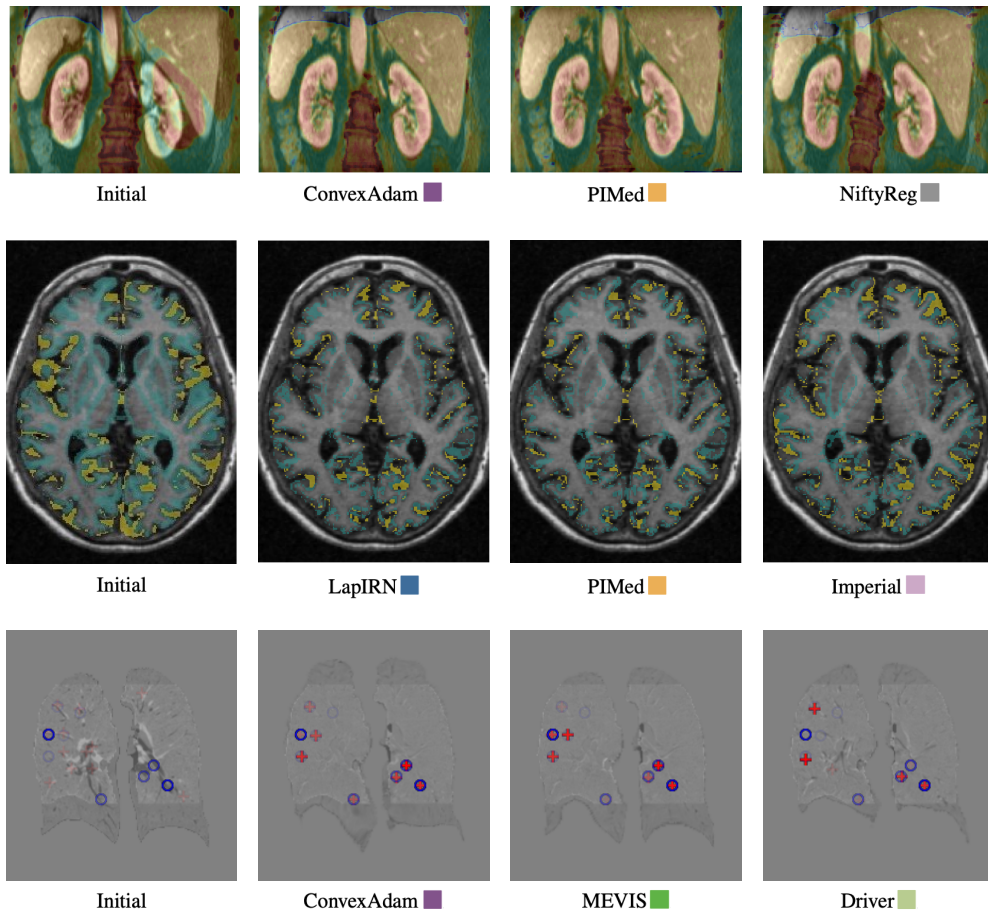 Initial ConvexAdam PIMed NiftyReg
Initial LapIRN PIMed Imperial
Initial ConvexAdam MEVIS Driver